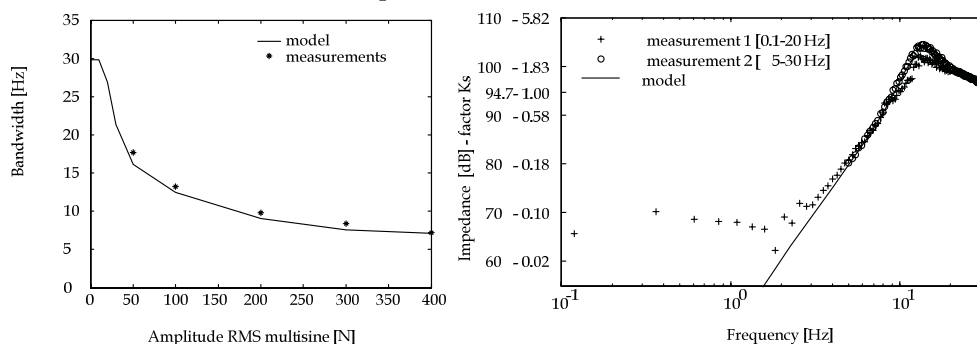 35
30
25
20
15
10
5
0
Bandwidth [Hz]
model
measurements
0 50 100 150 200 250 300 350 400
Amplitude RMS multisine [N]
110 - 5.82
100 - 1.83
94.7 - 1.00
90 - 0.58
80 - 0.18
70 - 0.10
60 - 0.02
Impedance [dB] - factor Ks
measurement 1 [0.1-20 Hz]
measurement 2 [ 5-30 Hz]
model
10-1 100 101
Frequency [Hz]